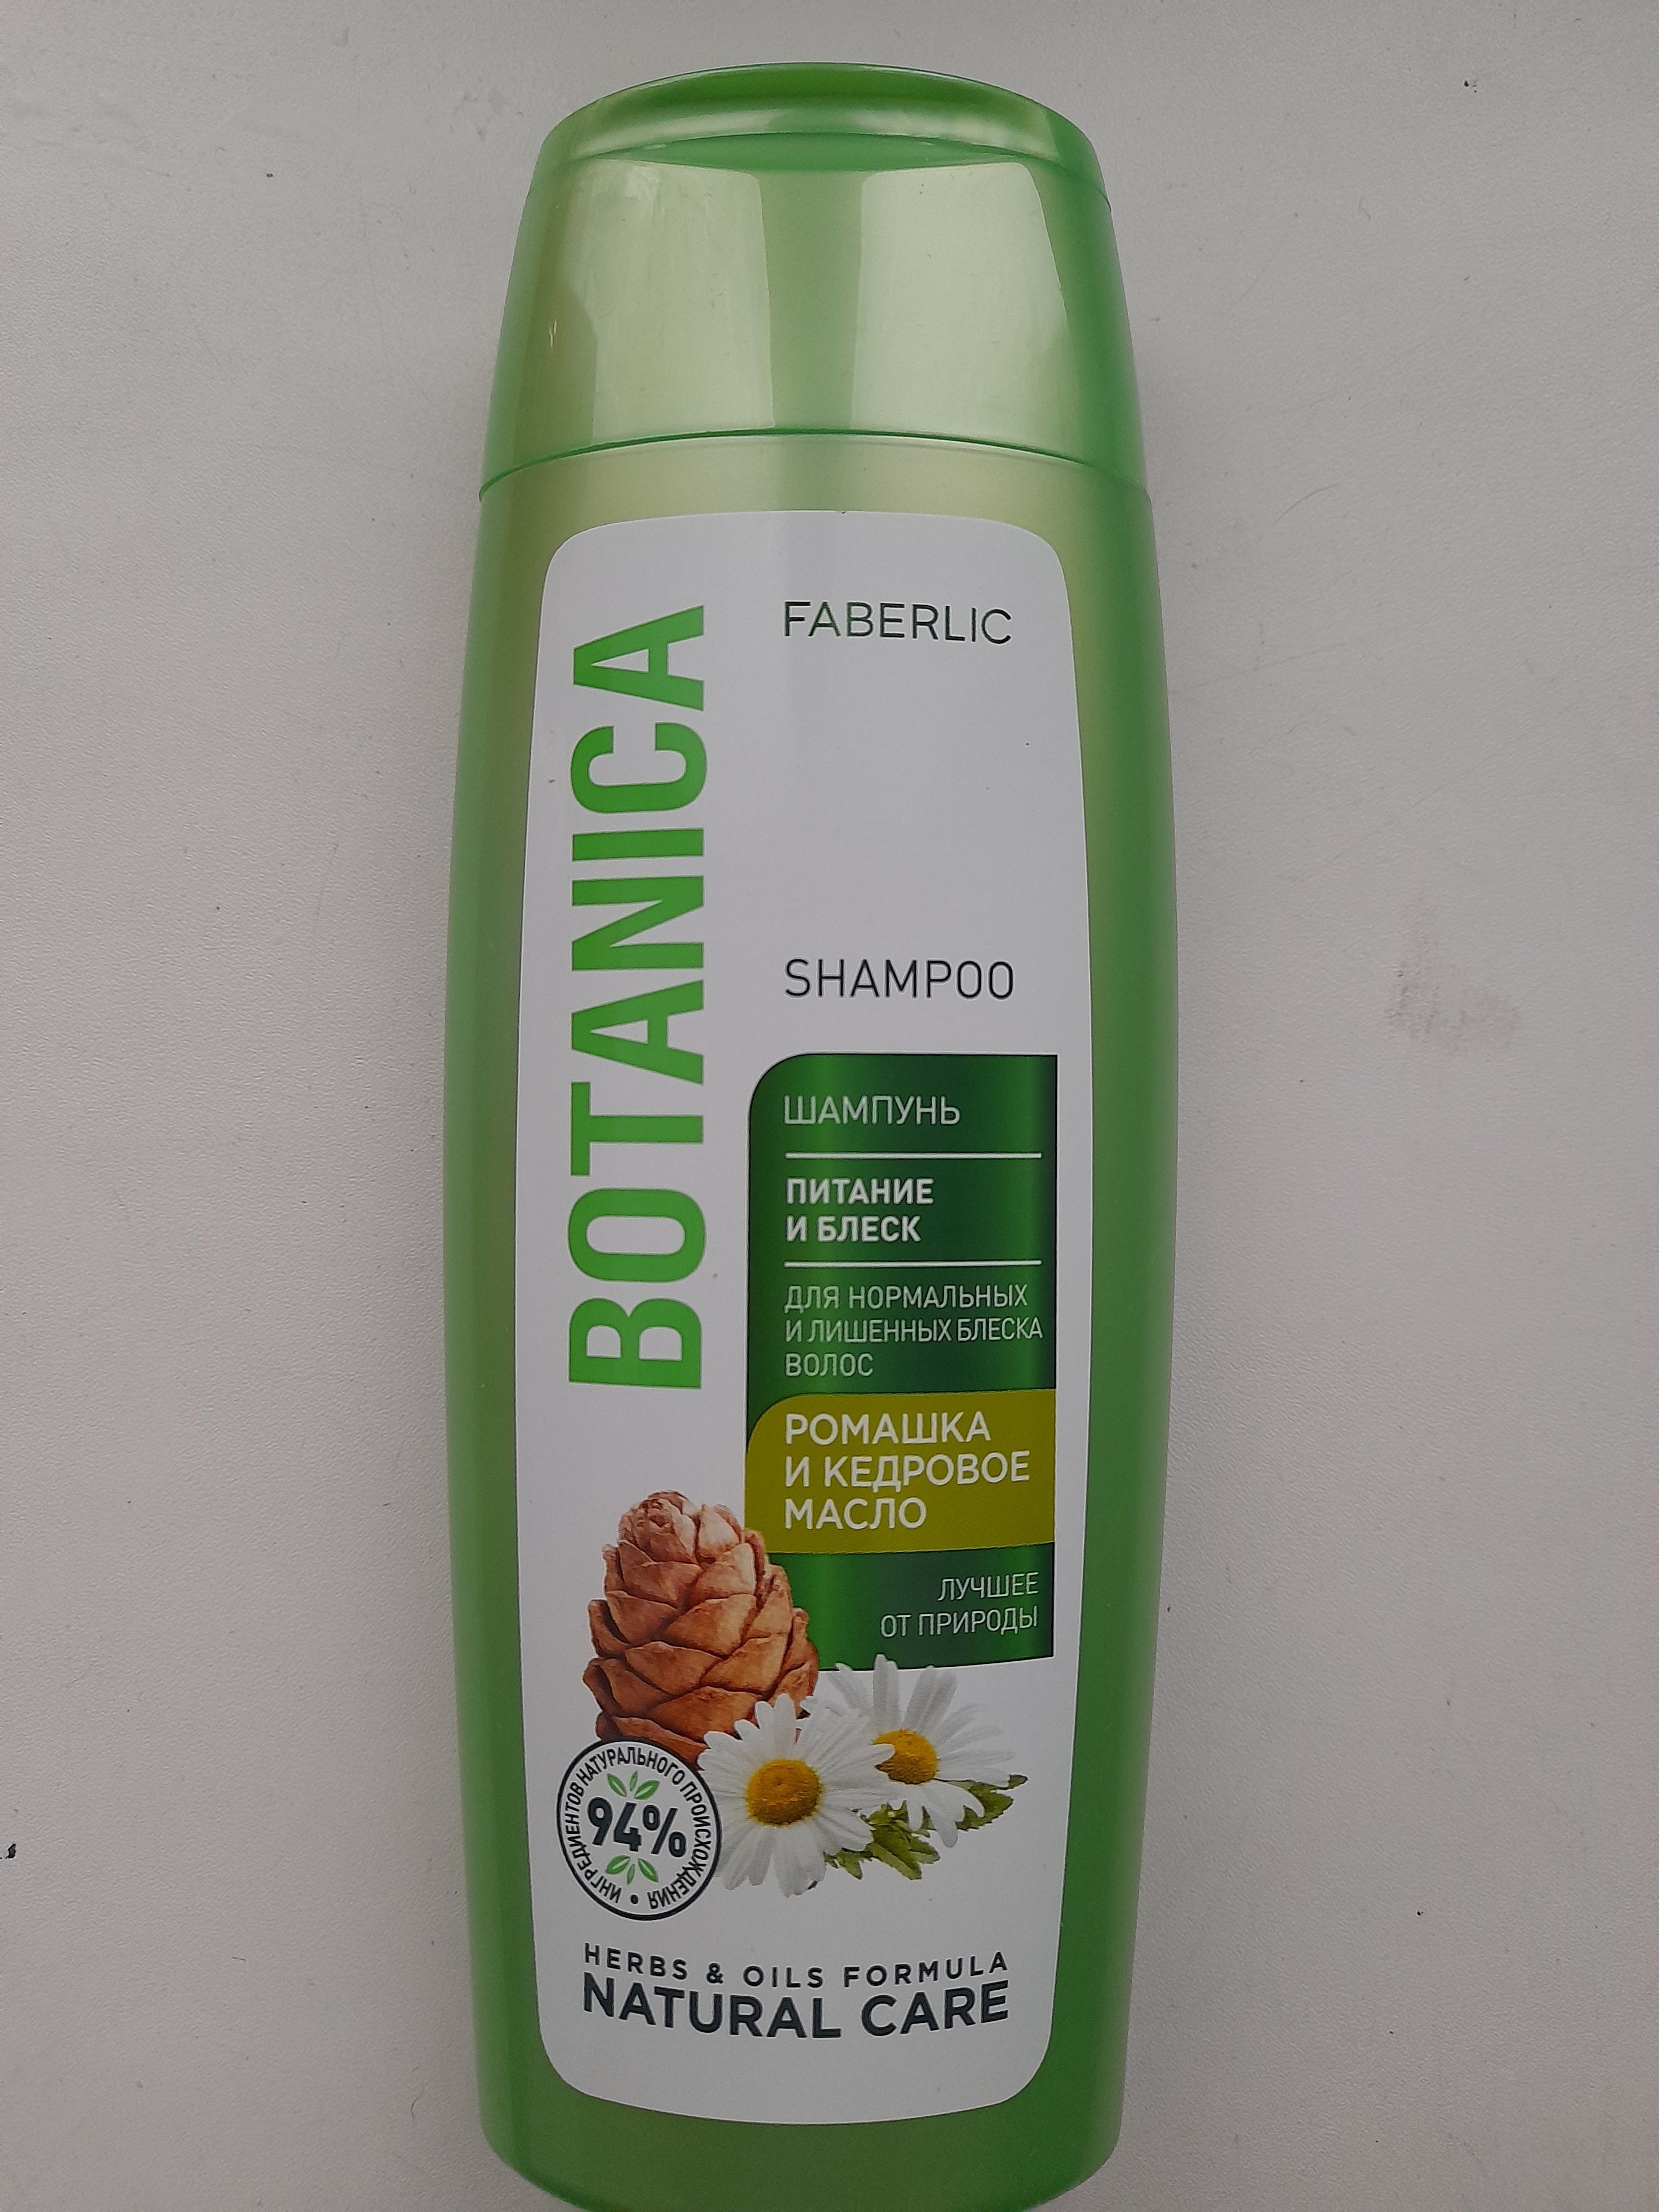 FABERLIC
BOTANICA
SHAMPOO
ШАМПУНЬ
ПИТАНИЕ
И БЛЕСК
ДЛЯ НОРМАЛЬНЫХ
И ЛИШЕННЫХ БЛЕСКА
ВОЛОС
РОМАШКА
И КЕДРОВОЕ
МАСЛО
ЛУЧШЕЕ
ОТ ПРИРОДЫ
94%
ИНГРЕДИЕНТОВ НАТУРАЛЬНОГО ПРОИСХОЖДЕНИЯ •
HERBS & OILS FORMULA
NATURAL CARE